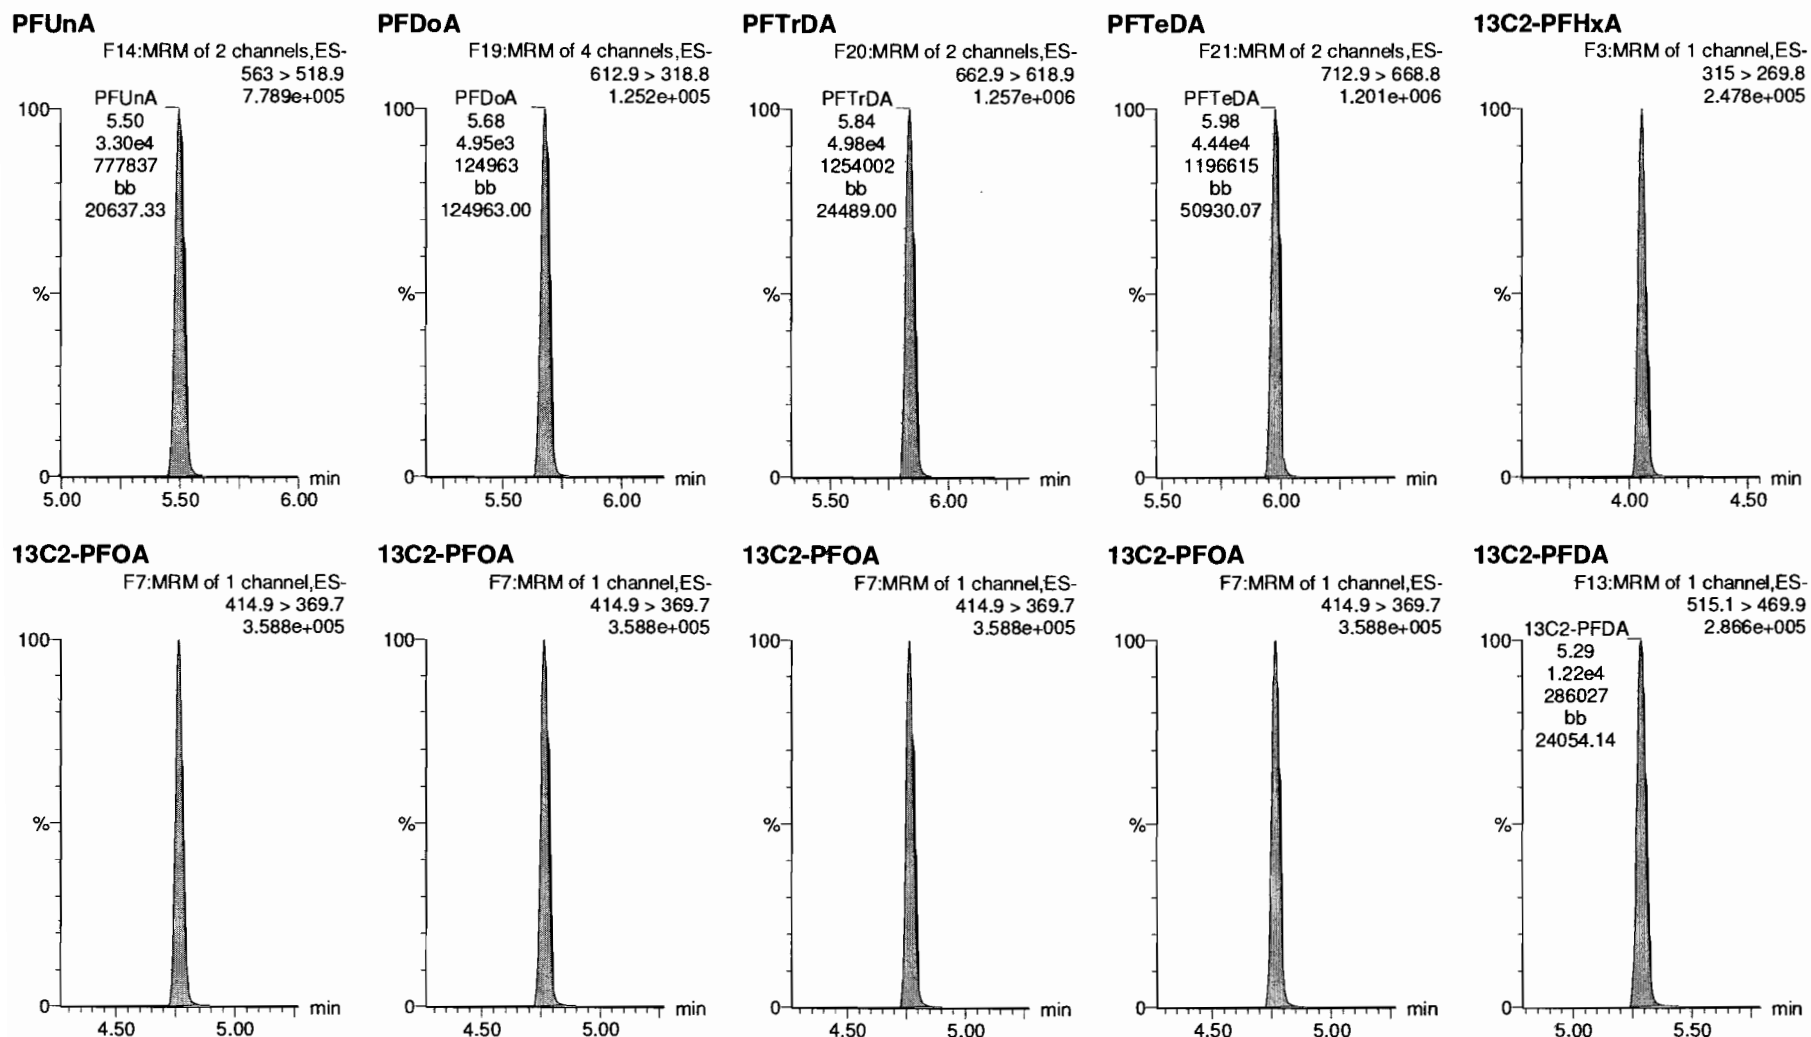 PFUnA
F14:MRM of 2 channels,ES-
563 > 518.9
7.789e+005
PFUnA
5.50
3.30e4
777837
bb
20637.33
100
%
0
min
5.00 5.50 6.00
PFDoA
F19:MRM of 4 channels,ES-
612.9 > 318.8
1.252e+005
PFDoA
5.68
4.95e3
124963
bb
124963.00
100
%
0
min
5.50 6.00
PFTrDA
F20:MRM of 2 channels,ES-
662.9 > 618.9
1.257e+006
PFTrDA
5.84
4.98e4
1254002
bb
24489.00
100
%
0
min
5.50 6.00
PFTeDA
F21:MRM of 2 channels,ES-
712.9 > 668.8
1.201e+006
PFTeDA
5.98
4.44e4
1196615
bb
50930.07
100
%
0
min
5.50 6.00
13C2-PFHxA
F3:MRM of 1 channel,ES-
315 > 269.8
2.478e+005
100
%
0
min
4.00 4.50
13C2-PFOA
F7:MRM of 1 channel,ES-
414.9 > 369.7
3.588e+005
100
%
0
min
4.50 5.00
13C2-PFOA
F7:MRM of 1 channel,ES-
414.9 > 369.7
3.588e+005
100
%
0
min
4.50 5.00
13C2-PFOA
F7:MRM of 1 channel,ES-
414.9 > 369.7
3.588e+005
100
%
0
min
4.50 5.00
13C2-PFOA
F7:MRM of 1 channel,ES-
414.9 > 369.7
3.588e+005
100
%
0
min
4.50 5.00
13C2-PFDA
F13:MRM of 1 channel,ES-
515.1 > 469.9
2.866e+005
13C2-PFDA
5.29
1.22e4
286027
bb
24054.14
100
%
0
min
5.00 5.50